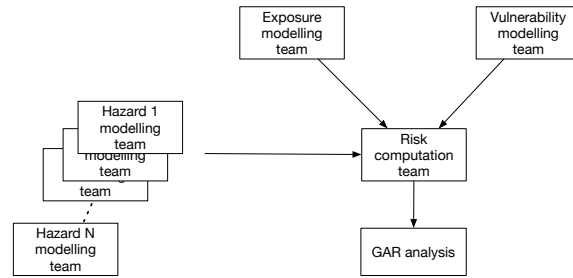 Exposure
modelling
team
Vulnerability
modelling
team
Hazard 1
modelling
team
modelling
team
team
Risk
computation
team
Hazard N
modelling
team
GAR analysis